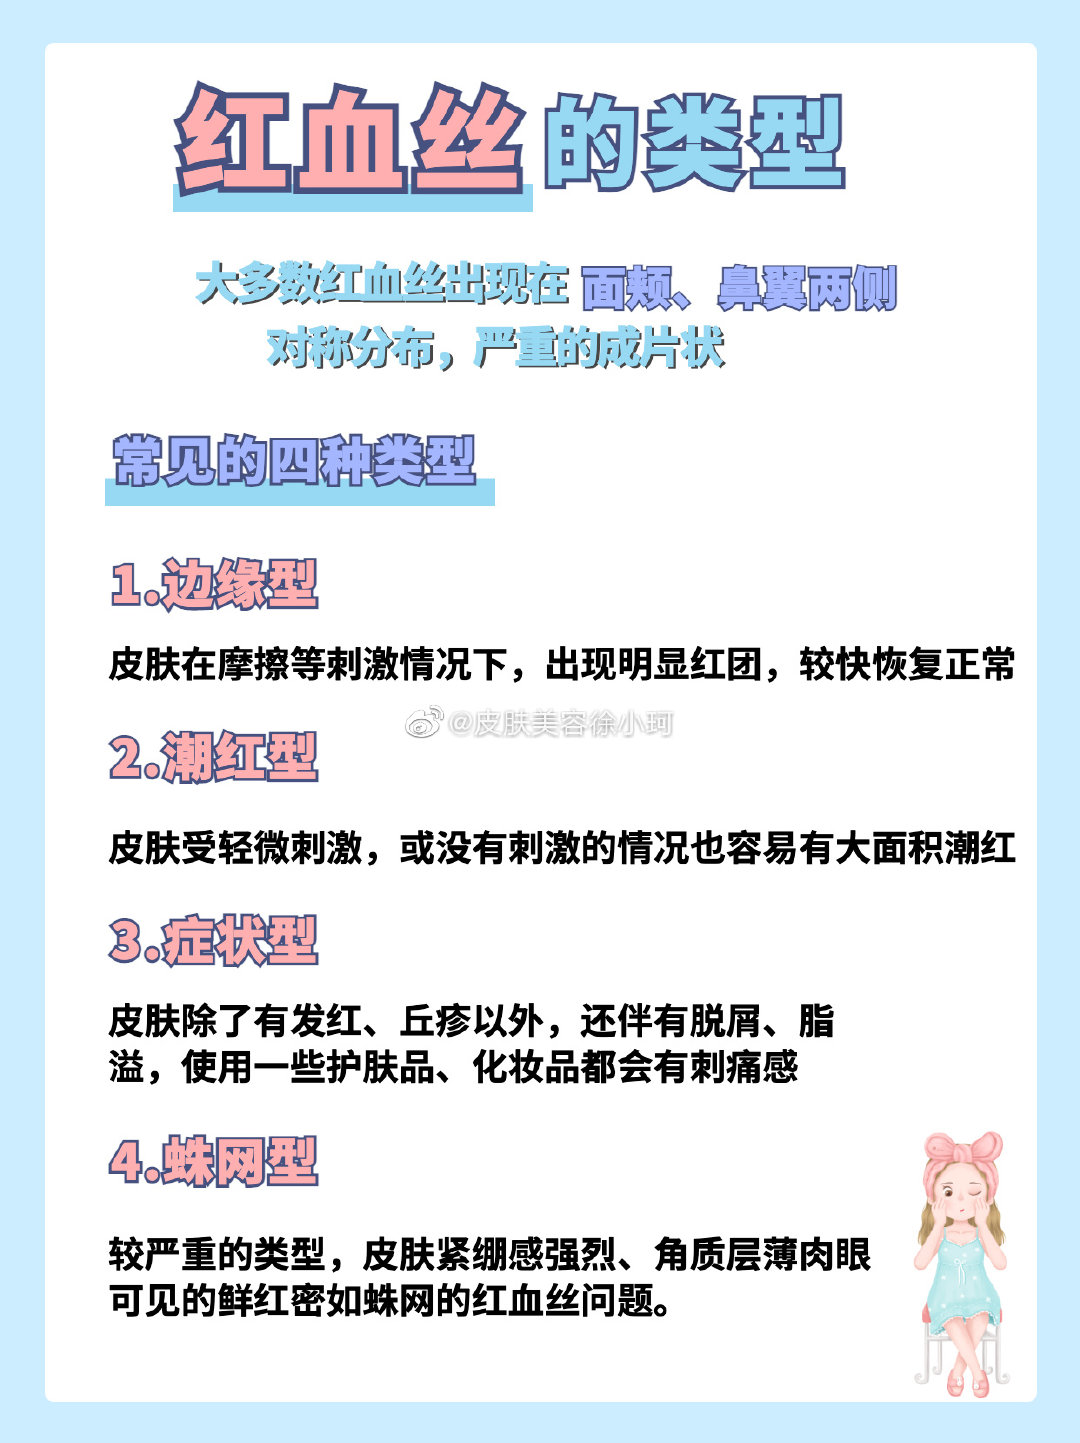 红血丝的类型
大多数红血丝出现在 面颊、鼻翼两侧
对称分布，严重的成片状
常见的四种类型
1.边缘型
皮肤在摩擦等刺激情况下，出现明显红团，较快恢复正常
@皮肤美容徐小珂
2.潮红型
皮肤受轻微刺激，或没有刺激的情况也容易有大面积潮红
3.症状型
皮肤除了有发红、丘疹以外，还伴有脱屑、脂
溢，使用一些护肤品、化妆品都会有刺痛感
4.蛛网型
较严重的类型，皮肤紧绷感强烈、角质层薄肉眼
可见的鲜红密如蛛网的红血丝问题。